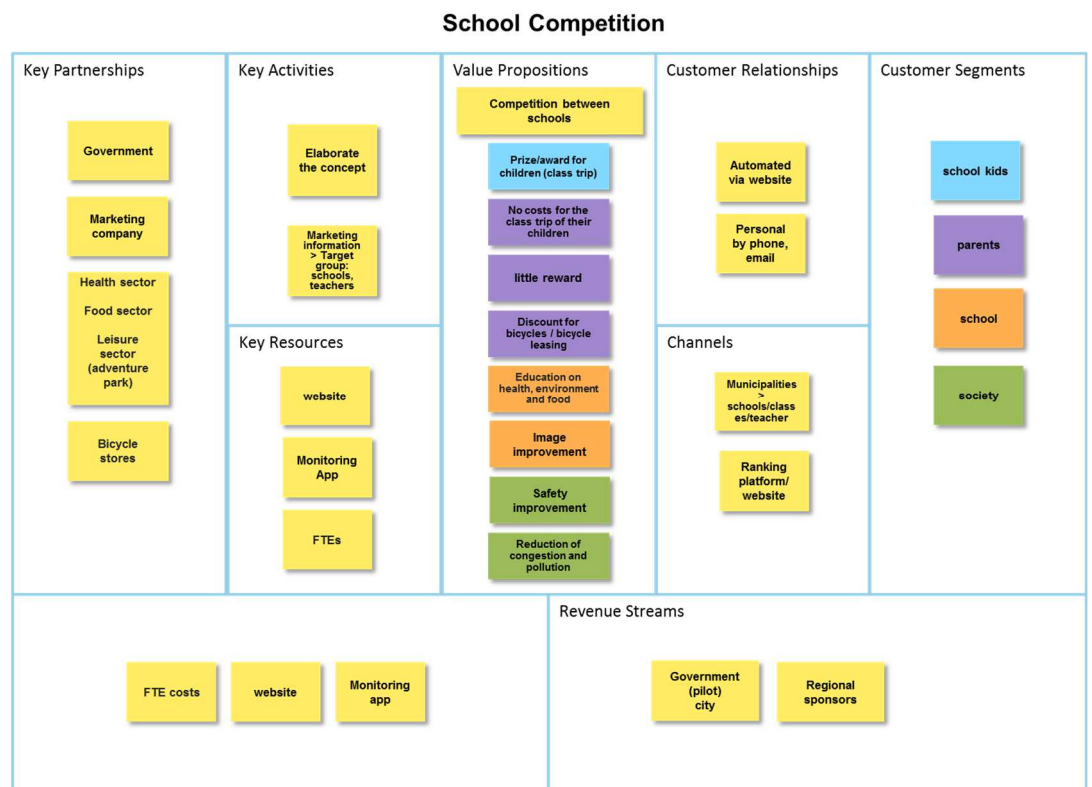 School Competition
Key Partnerships
Government
Marketing
company
Health sector
Food sector
Leisure
sector
(adventure
park)
Bicycle
stores
Key Activities
Elaborate
the concept
Marketing
information
> Target
group:
schools,
teachers
Key Resources
website
Monitoring
App
FTEs
Value Propositions
Competition between
schools
Prize/award for
children (class trip)
No costs for the
class trip of their
children
little reward
Discount for
bicycles / bicycle
leasing
Education on
health, environment
and food
Image
improvement
Safety
improvement
Reduction of
congestion and
pollution
Customer Relationships
Automated
via website
Personal
by phone,
email
Channels
Municipalities
>
schools/class
es/teacher
Ranking
platform/
website
Customer Segments
school kids
parents
school
society
FTE costs
website
Monitoring
app
Revenue Streams
Government
(pilot)
city
Regional
sponsors